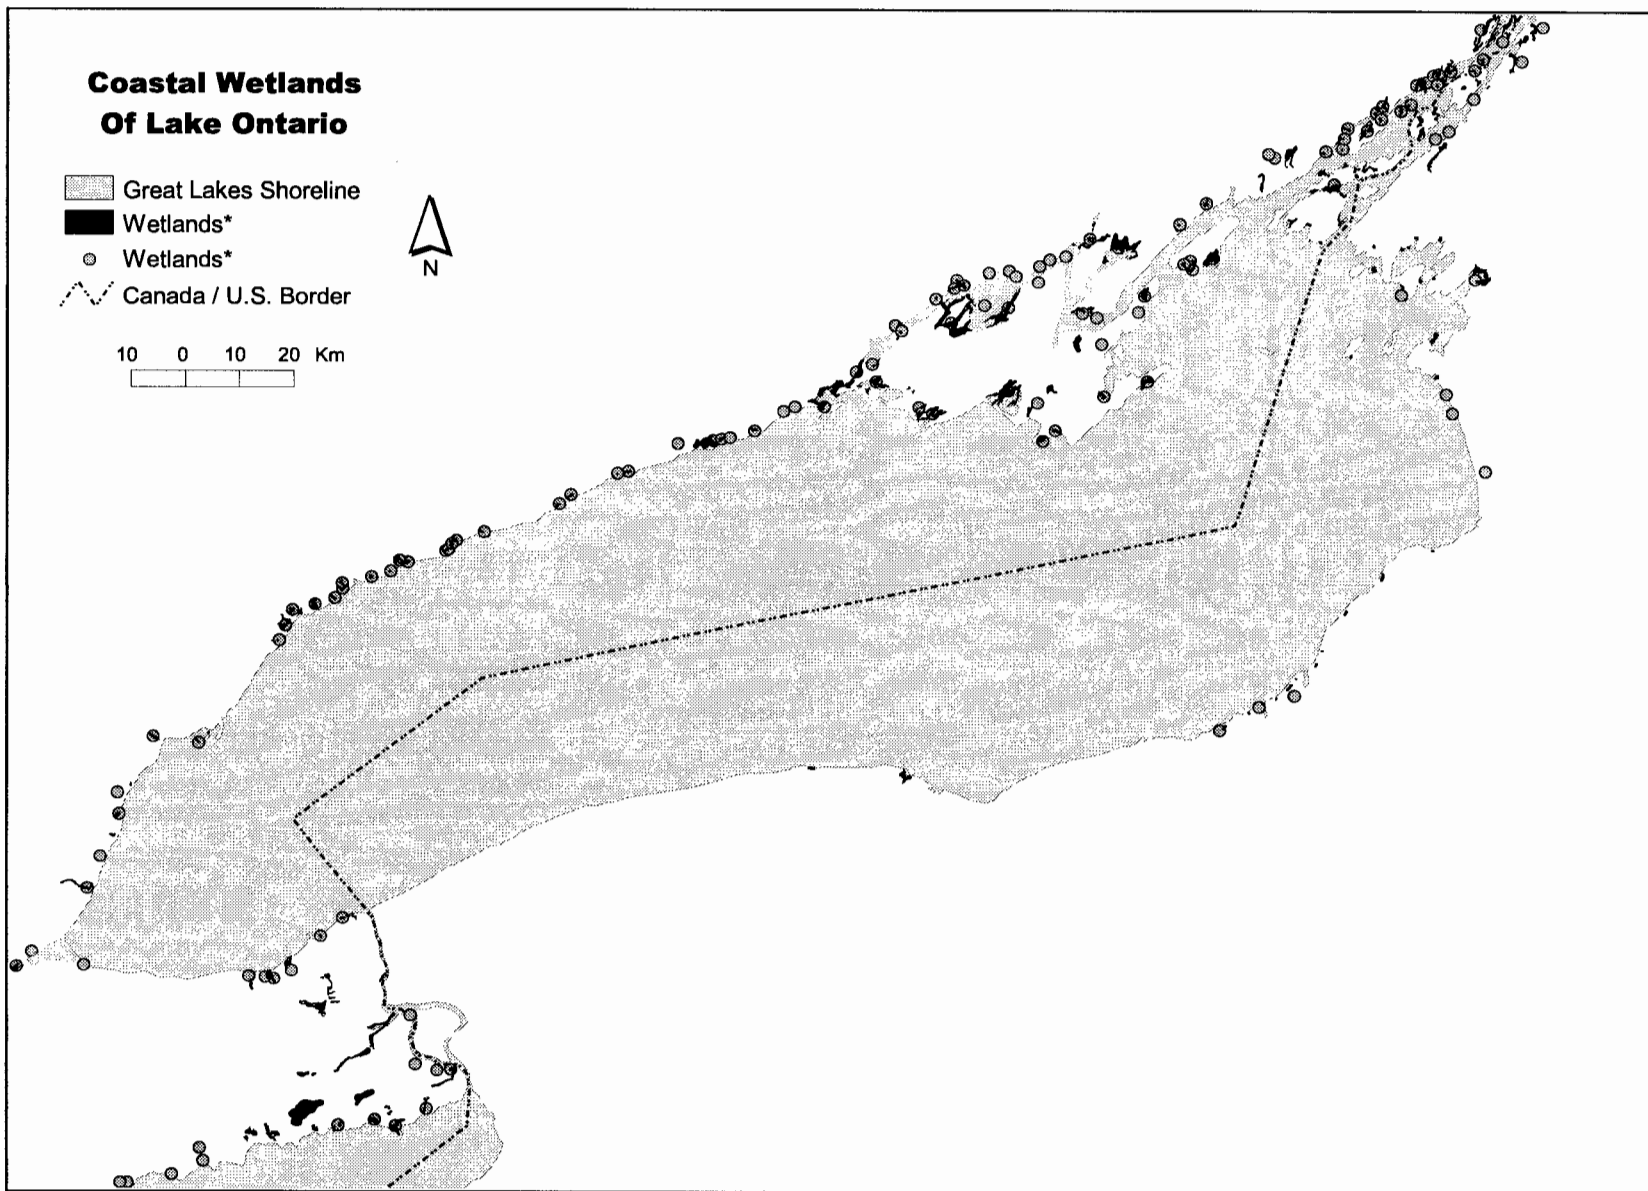 Coastal Wetlands
Of Lake Ontario
Great Lakes Shoreline
Wetlands*
Wetlands*
Canada / U.S. Border
N
10 0 10 20 Km